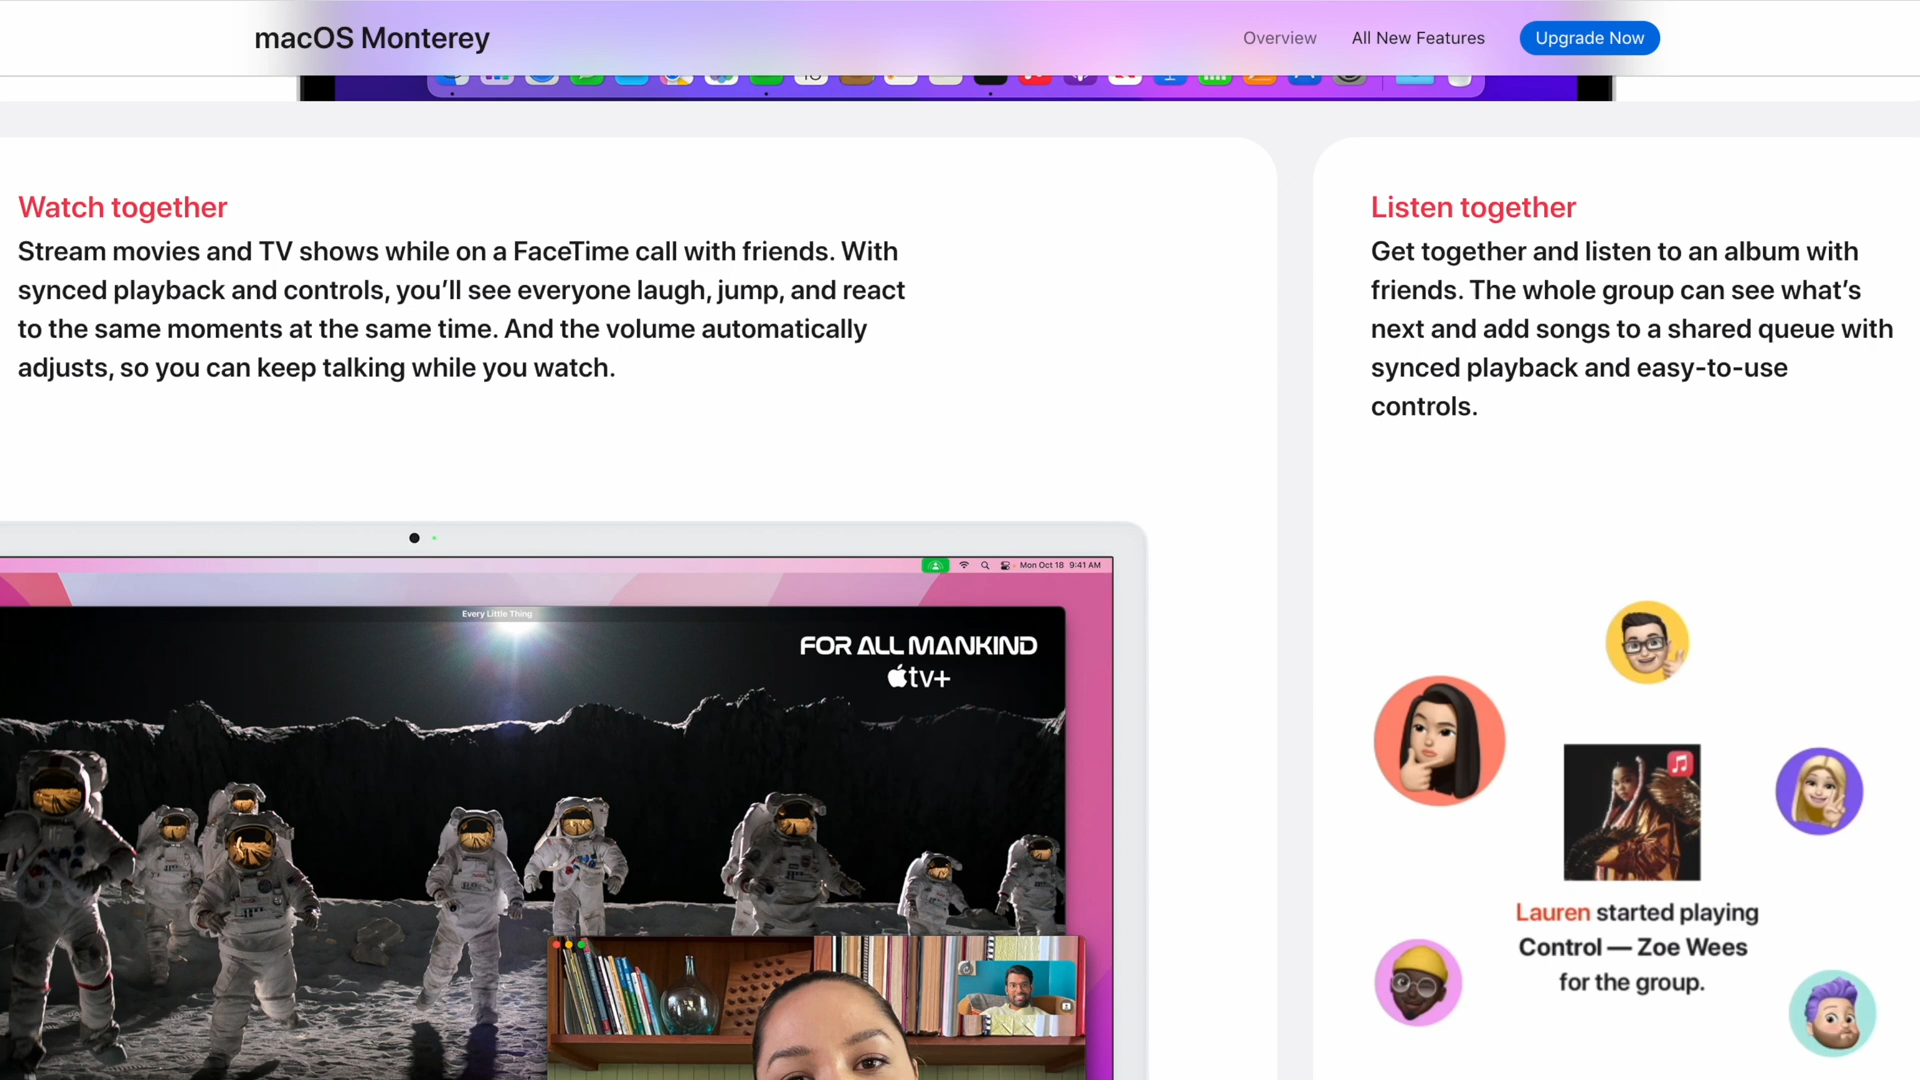 macOS Monterey
Overview
All New Features
Upgrade Now
Watch together
Stream movies and TV shows while on a FaceTime call with friends. With
synced playback and controls, you’ll see everyone laugh, jump, and react
to the same moments at the same time. And the volume automatically
adjusts, so you can keep talking while you watch.
Listen together
Get together and listen to an album with
friends. The whole group can see what’s
next and add songs to a shared queue with
synced playback and easy-to-use
controls.
Mon Oct 18 9:41 AM
Every Little Thing
FOR ALL MANKIND
tv+
Lauren started playing
Control — Zoe Wees
for the group.